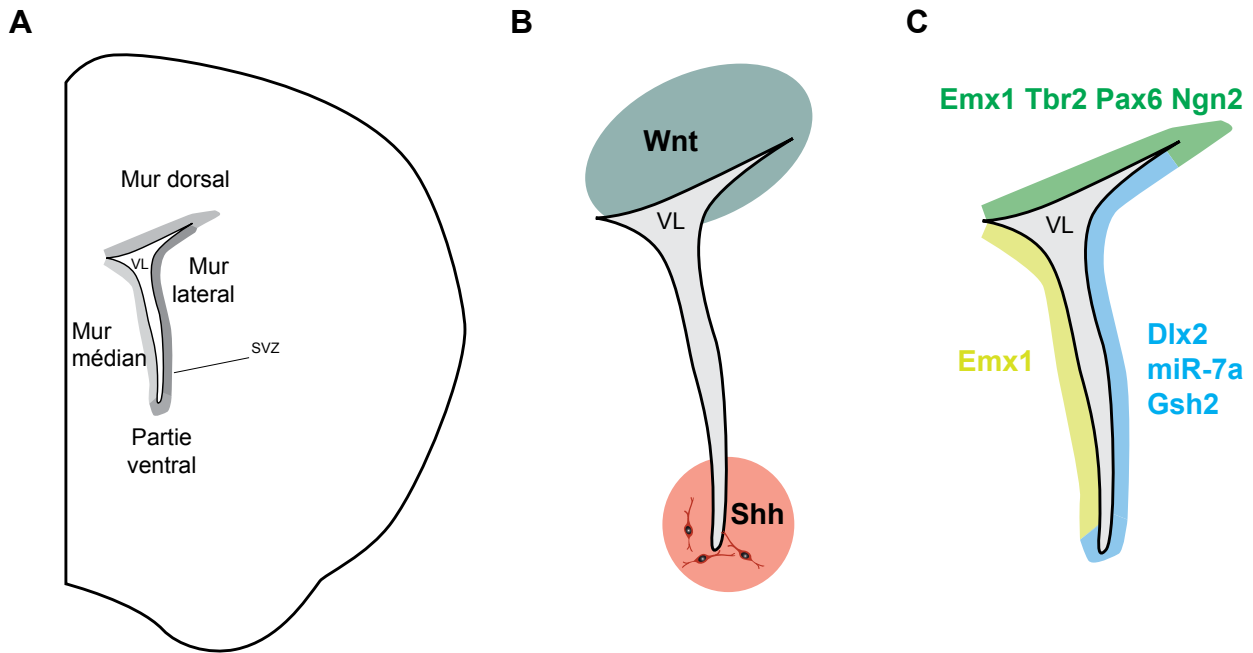 A
Mur dorsal
VL
Mur
lateral
Mur
médian
SVZ
Partie
ventral
B
Wnt
VL
Shh
C
Emx1 Tbr2 Pax6 Ngn2
VL
Emx1
Dlx2
miR-7a
Gsh2